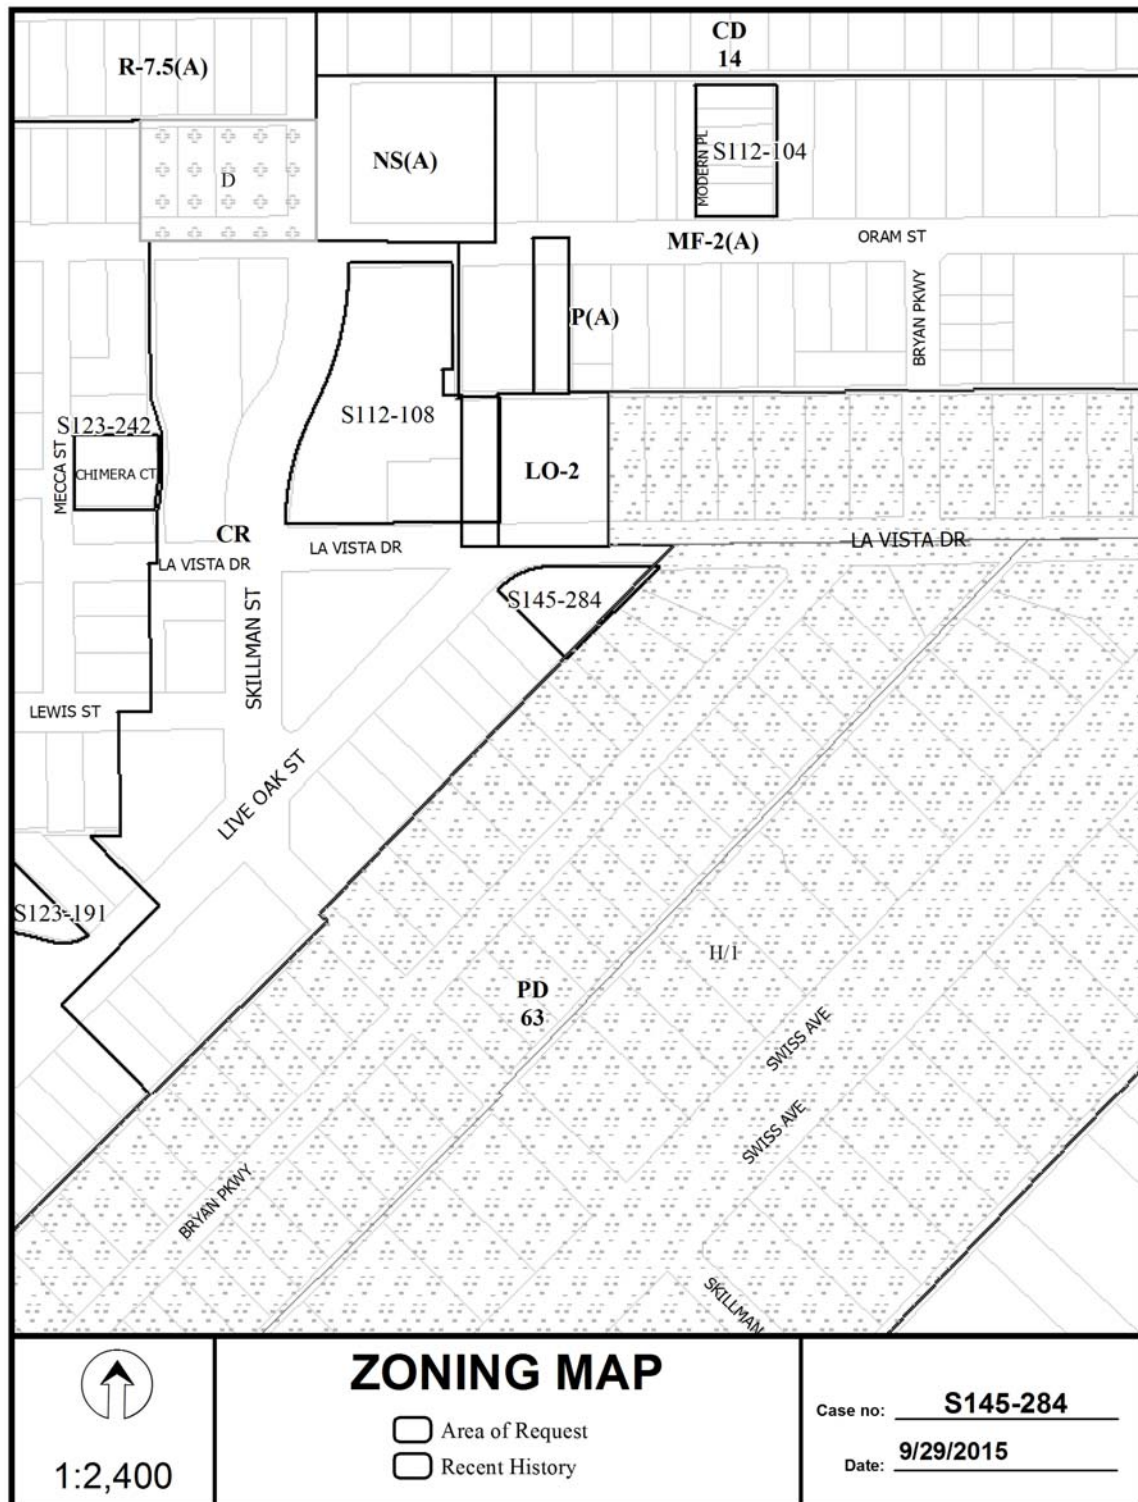 CD
14
R-7.5(A)
NS(A)
MODERN PL
S112-104
D
MF-2(A)
ORAM ST
P(A)
BRYAN PKWY
S112-108
S123-242
MECCA ST
CHIMERA CT
LO-2
CR
LA VISTA DR
LA VISTA DR
LA VISTA DR
S145-284
SKILLMAN ST
LEWIS ST
LIVE OAK ST
S123-191
H/1
PD
63
SWISS AVE
SWISS AVE
BRYAN PKWY
SKILLMAN
1:2,400
ZONING MAP
Area of Request
Recent History
Case no: S145-284
Date: 9/29/2015